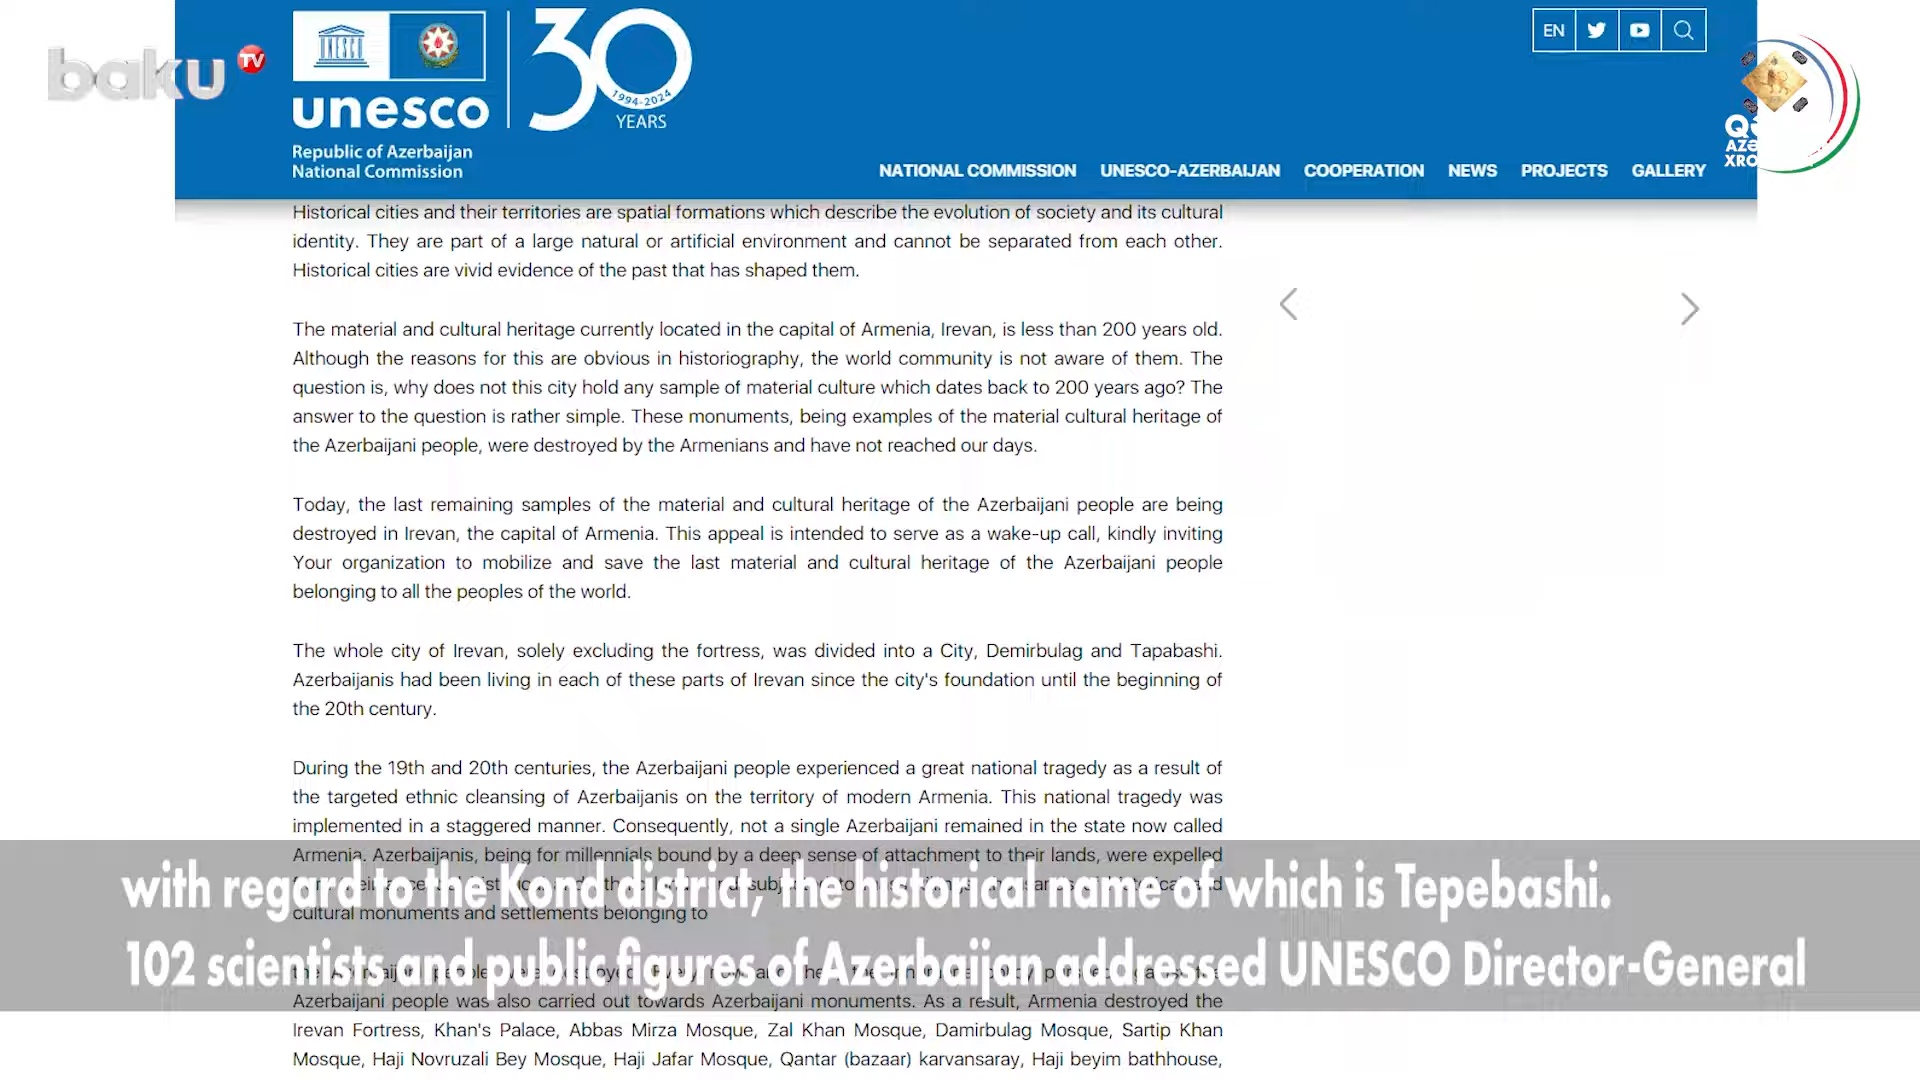 baku TV
unesco
30
1994-2024
YEARS
Republic of Azerbaijan
National Commission
EN
NATIONAL COMMISSION UNESCO-AZERBAIJAN COOPERATION NEWS PROJECTS GALLERY
AZƏ
XRO
Historical cities and their territories are spatial formations which describe the evolution of society and its cultural
identity. They are part of a large natural or artificial environment and cannot be separated from each other.
Historical cities are vivid evidence of the past that has shaped them.
The material and cultural heritage currently located in the capital of Armenia, Irevan, is less than 200 years old.
Although the reasons for this are obvious in historiography, the world community is not aware of them. The
question is, why does not this city hold any sample of material culture which dates back to 200 years ago? The
answer to the question is rather simple. These monuments, being examples of the material cultural heritage of
the Azerbaijani people, were destroyed by the Armenians and have not reached our days.
Today, the last remaining samples of the material and cultural heritage of the Azerbaijani people are being
destroyed in Irevan, the capital of Armenia. This appeal is intended to serve as a wake-up call, kindly inviting
Your organization to mobilize and save the last material and cultural heritage of the Azerbaijani people
belonging to all the peoples of the world.
The whole city of Irevan, solely excluding the fortress, was divided into a City, Demirbulag and Tapabashi.
Azerbaijanis had been living in each of these parts of Irevan since the city's foundation until the beginning of
the 20th century.
During the 19th and 20th centuries, the Azerbaijani people experienced a great national tragedy as a result of
the targeted ethnic cleansing of Azerbaijanis on the territory of modern Armenia. This national tragedy was
implemented in a staggered manner. Consequently, not a single Azerbaijani remained in the state now called
Armenia. Azerbaijanis, being for millennials bound by a deep sense of attachment to their lands, were expelled
with regard to the Kond district, the historical name of which is Tepebashi.
cultural monuments and settlements belonging to
102 scientists and public figures of Azerbaijan addressed UNESCO Director-General
Azerbaijani people was also carried out towards Azerbaijani monuments. As a result, Armenia destroyed the
Irevan Fortress, Khan's Palace, Abbas Mirza Mosque, Zal Khan Mosque, Damirbulag Mosque, Sartip Khan
Mosque, Haji Novruzali Bey Mosque, Haji Jafar Mosque, Qantar (bazaar) karvansaray, Haji beyim bathhouse,